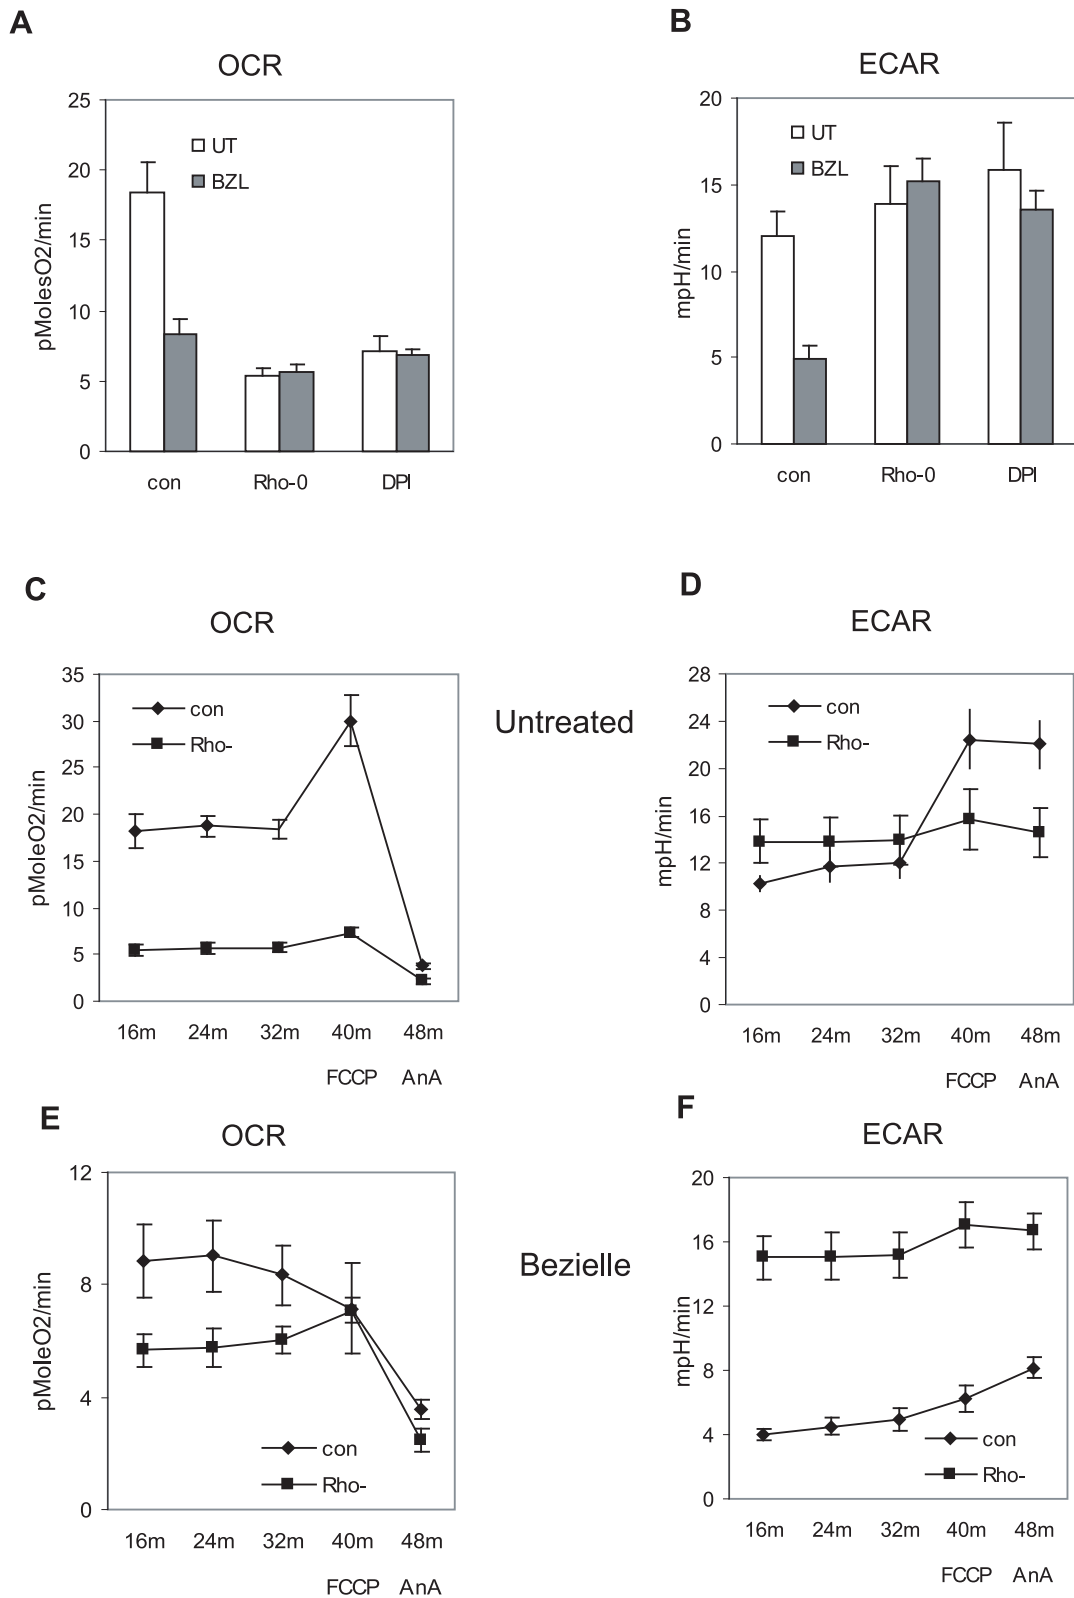 A
OCR
pMolesO2/min
25
20
15
10
5
0
UT
BZL
con Rho-0 DPI
B
ECAR
mpH/min
20
15
10
5
0
UT
BZL
con Rho-0 DPI
C
OCR
pMoleO2/min
35
30
25
20
15
10
5
0
con
Rho-
16m 24m 32m 40m 48m
FCCP AnA
Untreated
D
ECAR
mpH/min
28
24
20
16
12
8
4
0
con
Rho-
16m 24m 32m 40m 48m
FCCP AnA
E
OCR
pMoleO2/min
12
8
4
0
con
Rho-
16m 24m 32m 40m 48m
FCCP AnA
Bezielle
F
ECAR
mpH/min
20
16
12
8
4
0
con
Rho-
16m 24m 32m 40m 48m
FCCP AnA